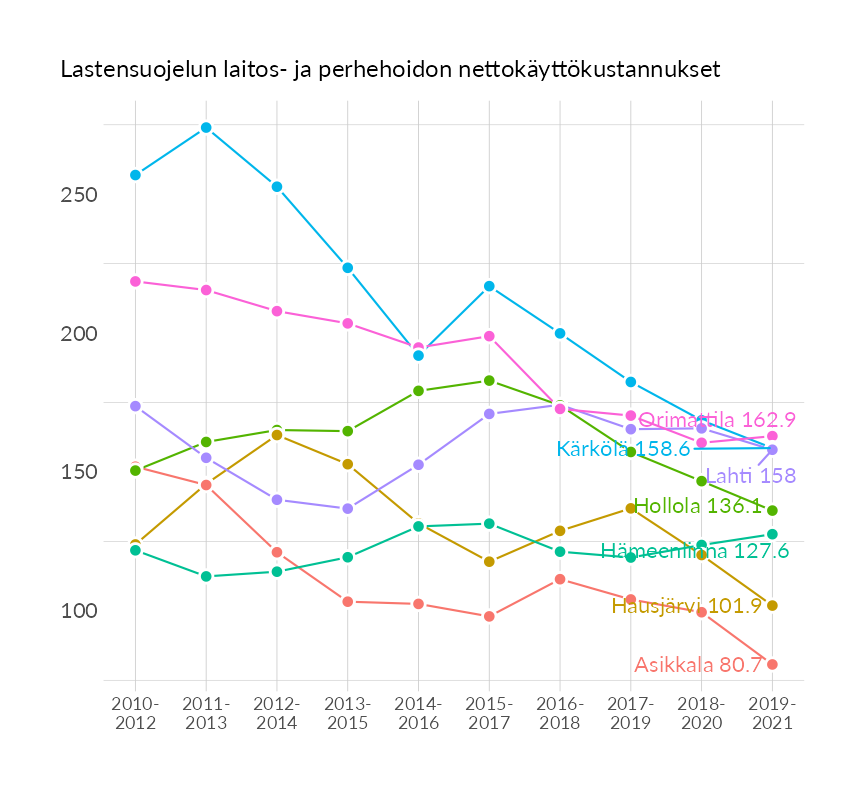 Lastensuojelun laitos- ja perhehoidon nettokäyttökustannukset
250
200
150
100
Orimattila 162.9
Kärkölä 158.6
Lahti 158
Hollola 136.1
Hämeenlinna 127.6
Hausjärvi 101.9
Asikkala 80.7
2010-2012
2011-2013
2012-2014
2013-2015
2014-2016
2015-2017
2016-2018
2017-2019
2018-2020
2019-2021